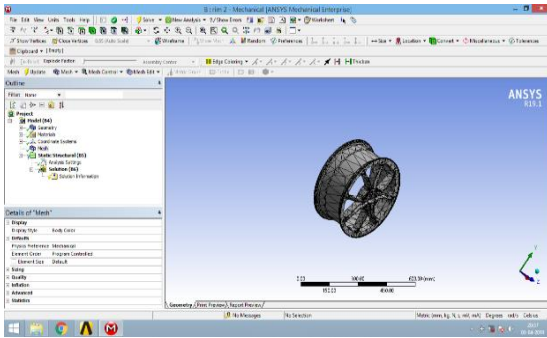 B : rim 2 - Mechanical [ANSYS Mechanical Enterprise]
File Edit View Units Tools Help Solve New Analysis Show Errors Worksheet
Show Vertices Close Vertices Wireframe Random Preferences Size Location Convert Miscellaneous Tolerances
Clipboard [Empty]
Explode Factor: Assembly Center Edge Coloring Thicken
Mesh Update Mesh Mesh Control Mesh Edit
Outline
Filter: Name
Project
Model (B4)
Geometry
Materials
Coordinate Systems
Mesh
Static Structural (B5)
Analysis Settings
Solution (B6)
Solution Information
Details of "Mesh"
Display
Display Style Body Color
Defaults
Physics Preference Mechanical
Element Order Program Controlled
Element Size Default
Sizing
Quality
Inflation
Advanced
Statistics
ANSYS
R19.1
0.00 600.00 (mm)
150.00 450.00
Geometry Print Preview Report Preview
No Messages No Selection Metric (mm, kg, N, s, mV, mA) Degrees rad/s Celsius